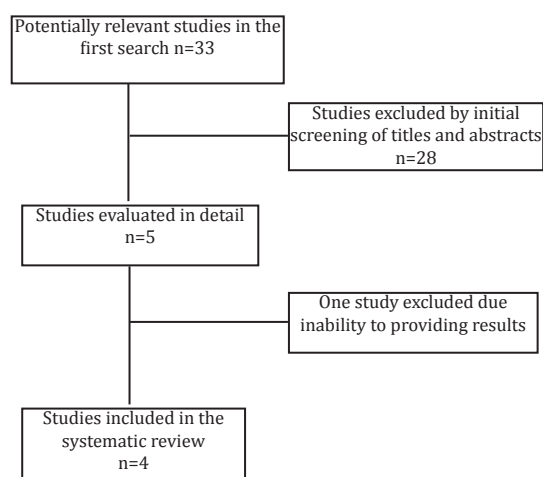 Potentially relevant studies in the
first search n=33
Studies excluded by initial
screening of titles and abstracts
n=28
Studies evaluated in detail
n=5
One study excluded due
inability to providing results
Studies included in the
systematic review
n=4